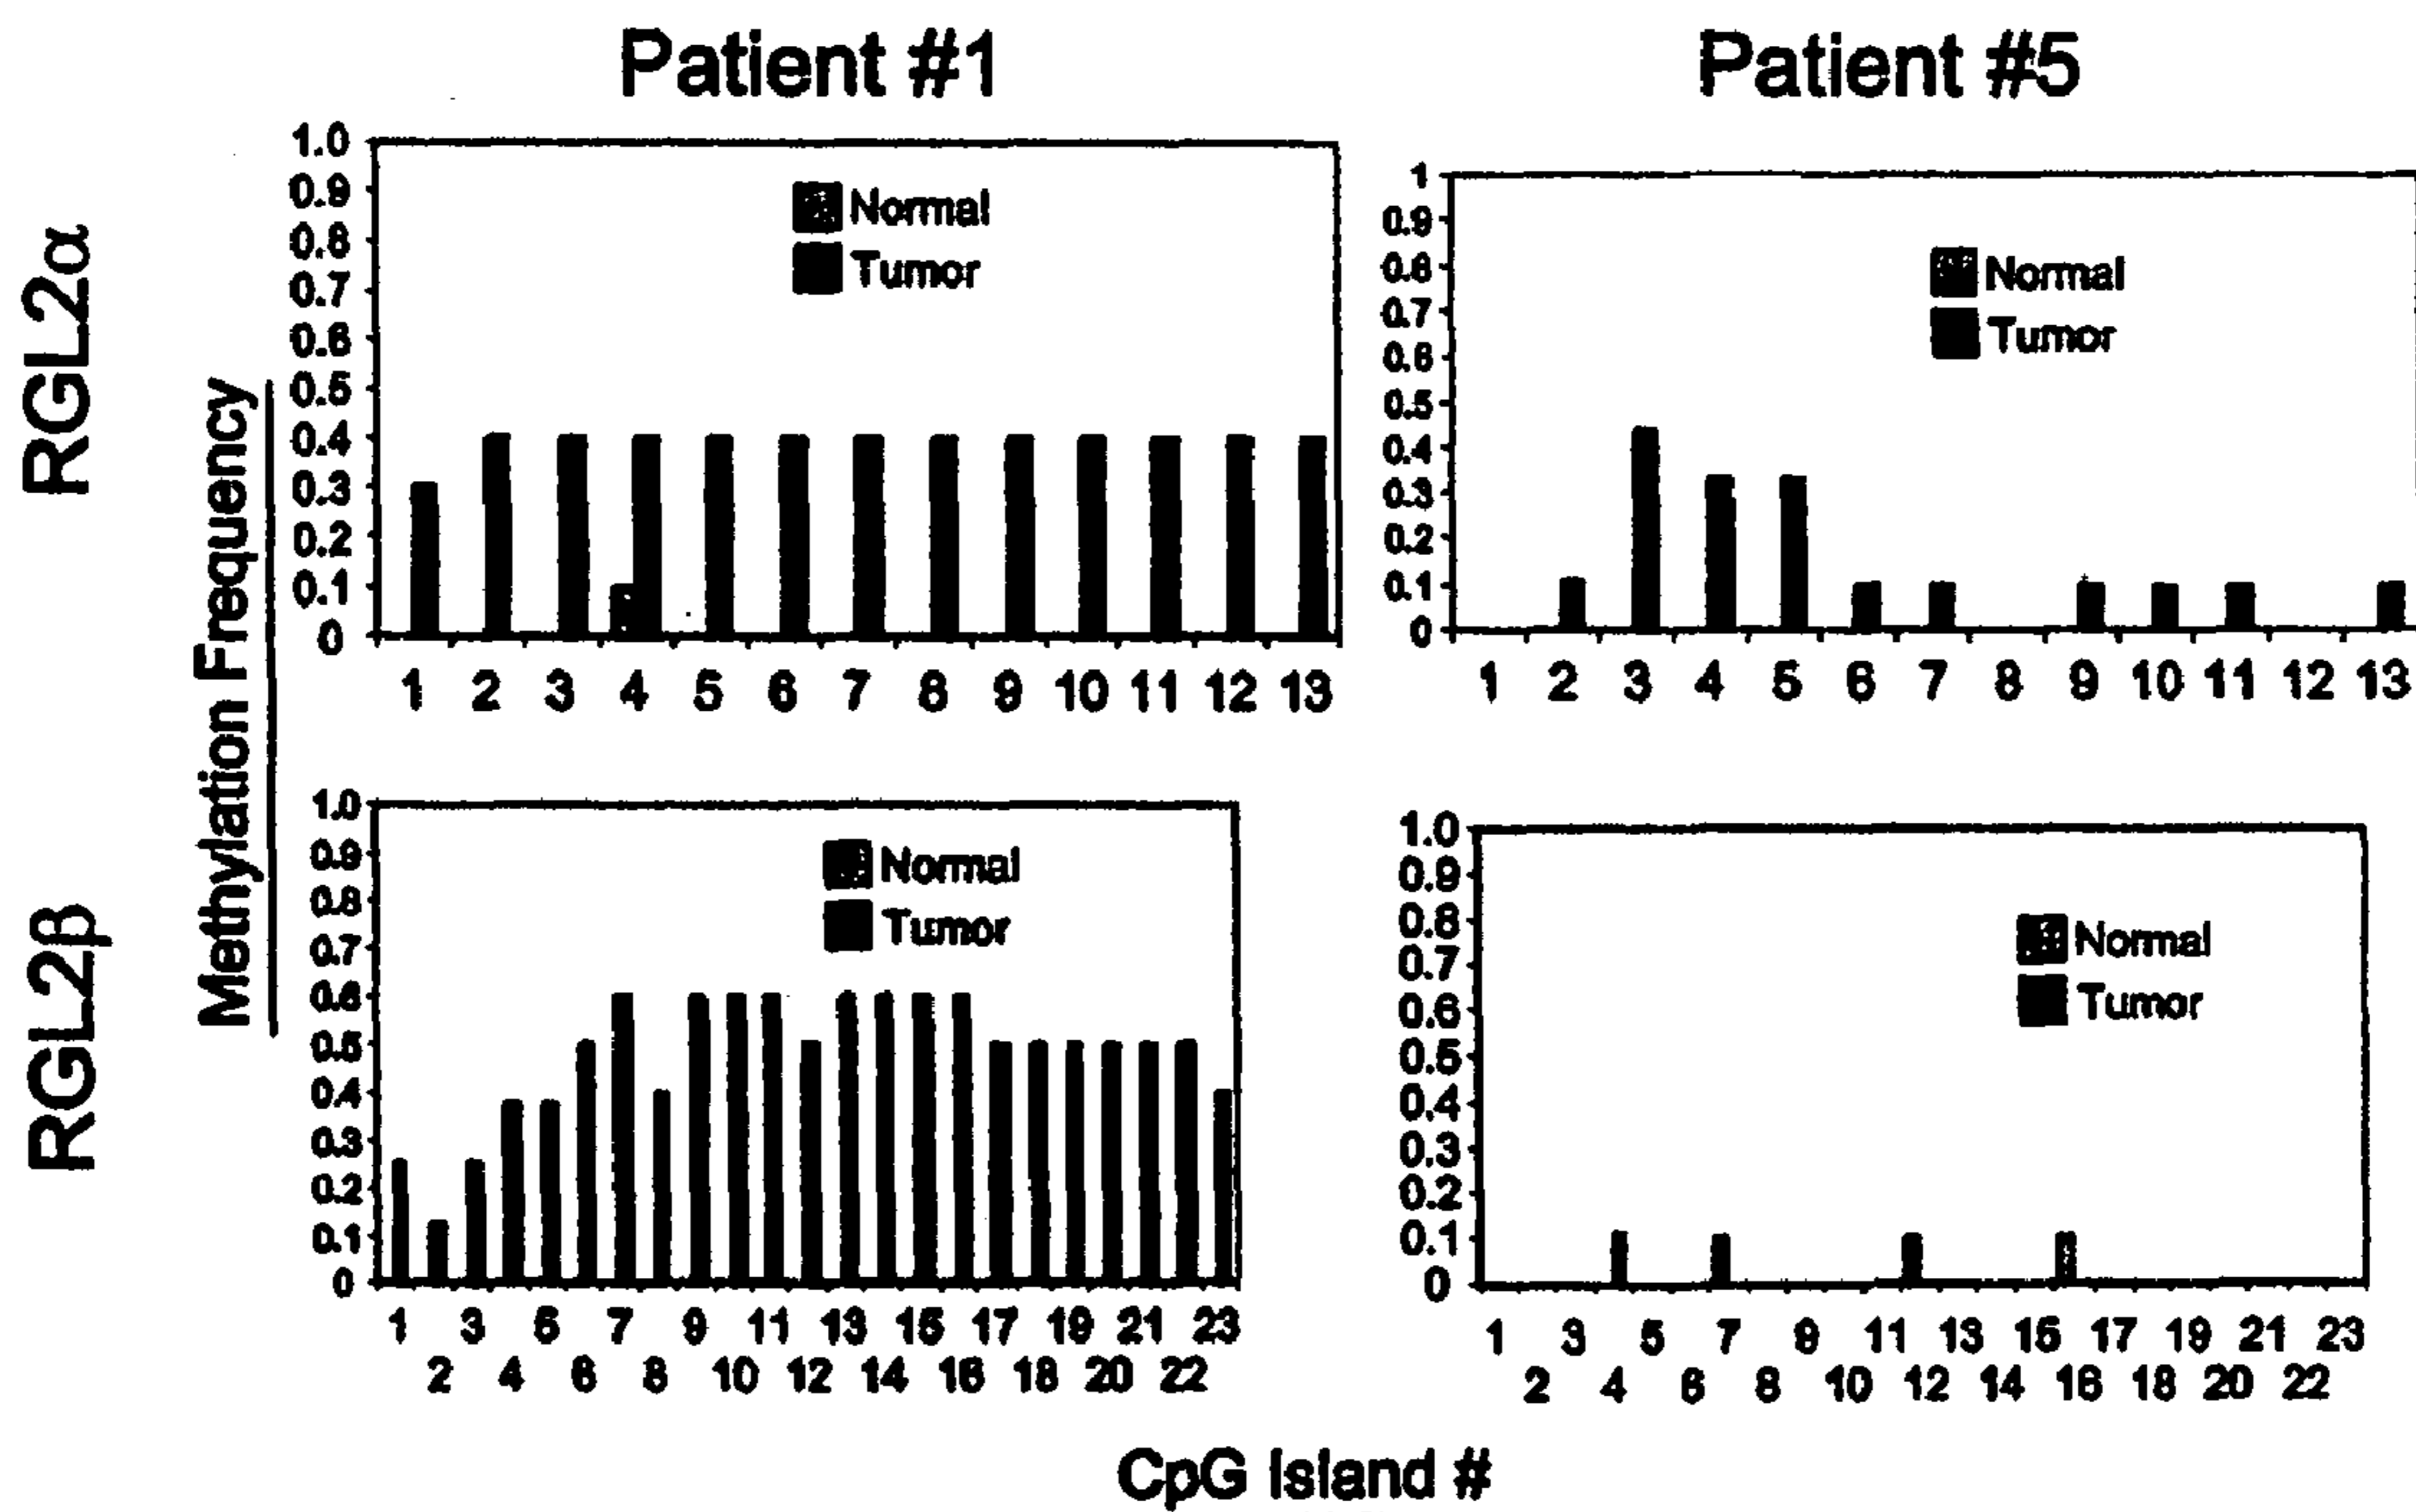 Patient #1
Patient #5
RGL2α
RGL2β
Methylation Frequency
1.0
0.9
0.8
0.7
0.6
0.5
0.4
0.3
0.2
0.1
0
Normal
Tumor
1 2 3 4 5 6 7 8 9 10 11 12 13
1
0.9
0.8
0.7
0.6
0.5
0.4
0.3
0.2
0.1
0
Normal
Tumor
1 2 3 4 5 6 7 8 9 10 11 12 13
1.0
0.9
0.8
0.7
0.6
0.5
0.4
0.3
0.2
0.1
0
Normal
Tumor
1 3 5 7 9 11 13 15 17 19 21 23
2 4 6 8 10 12 14 16 18 20 22
1.0
0.9
0.8
0.7
0.6
0.5
0.4
0.3
0.2
0.1
0
Normal
Tumor
1 3 5 7 9 11 13 15 17 19 21 23
2 4 6 8 10 12 14 16 18 20 22
CpG Island #